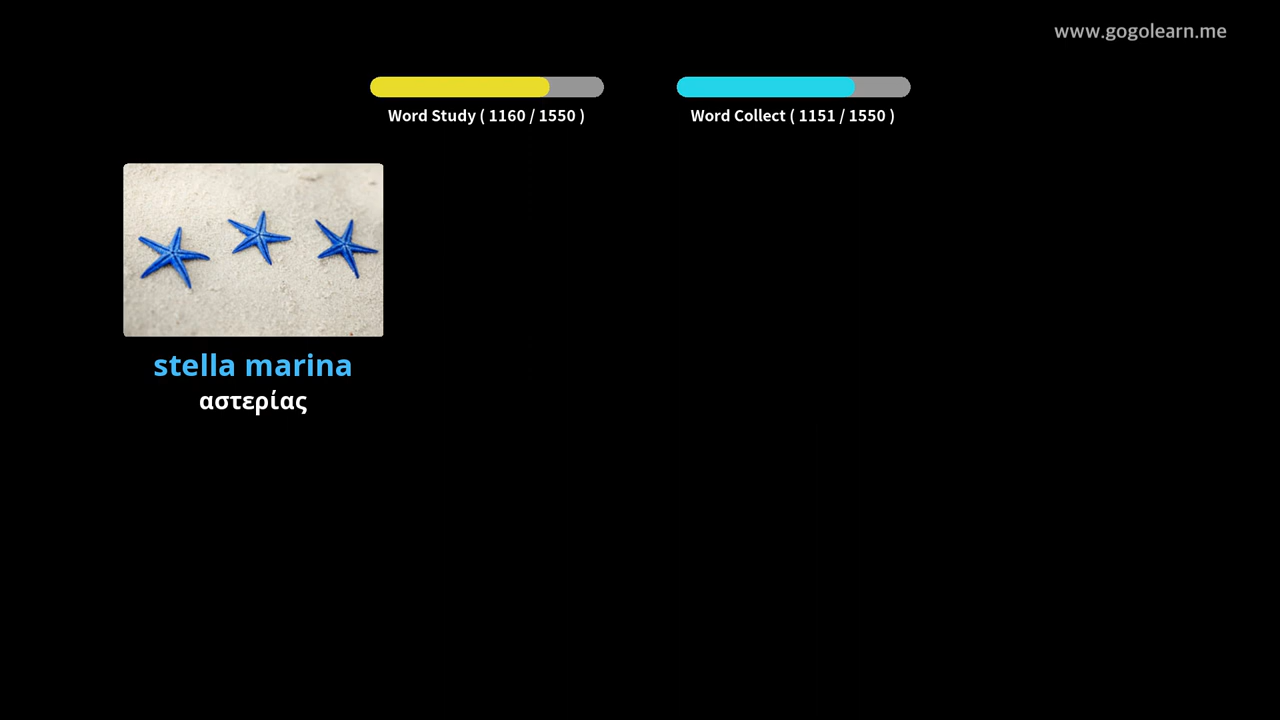 www.gogolearn.me
Word Study ( 1160 / 1550 )
Word Collect ( 1151 / 1550 )
stella marina
αστερίας